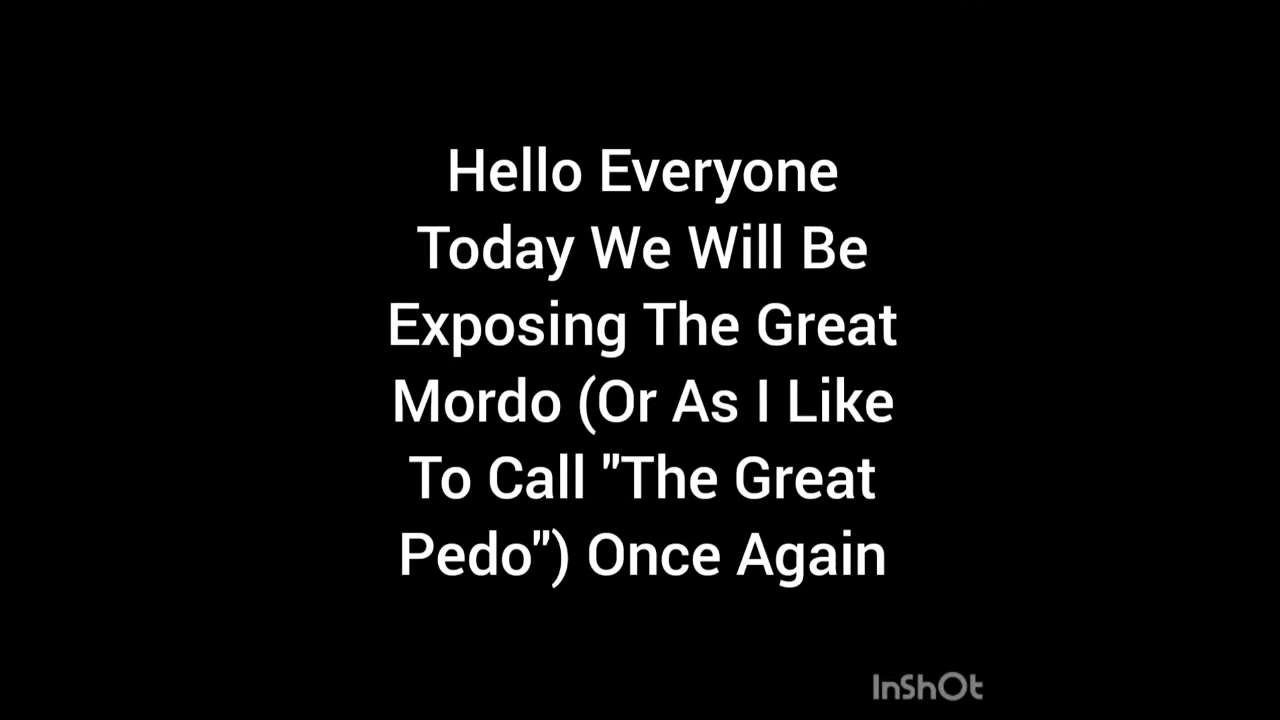 Hello Everyone
Today We Will Be
Exposing The Great
Mordo (Or As I Like
To Call "The Great
Pedo") Once Again
InShOt